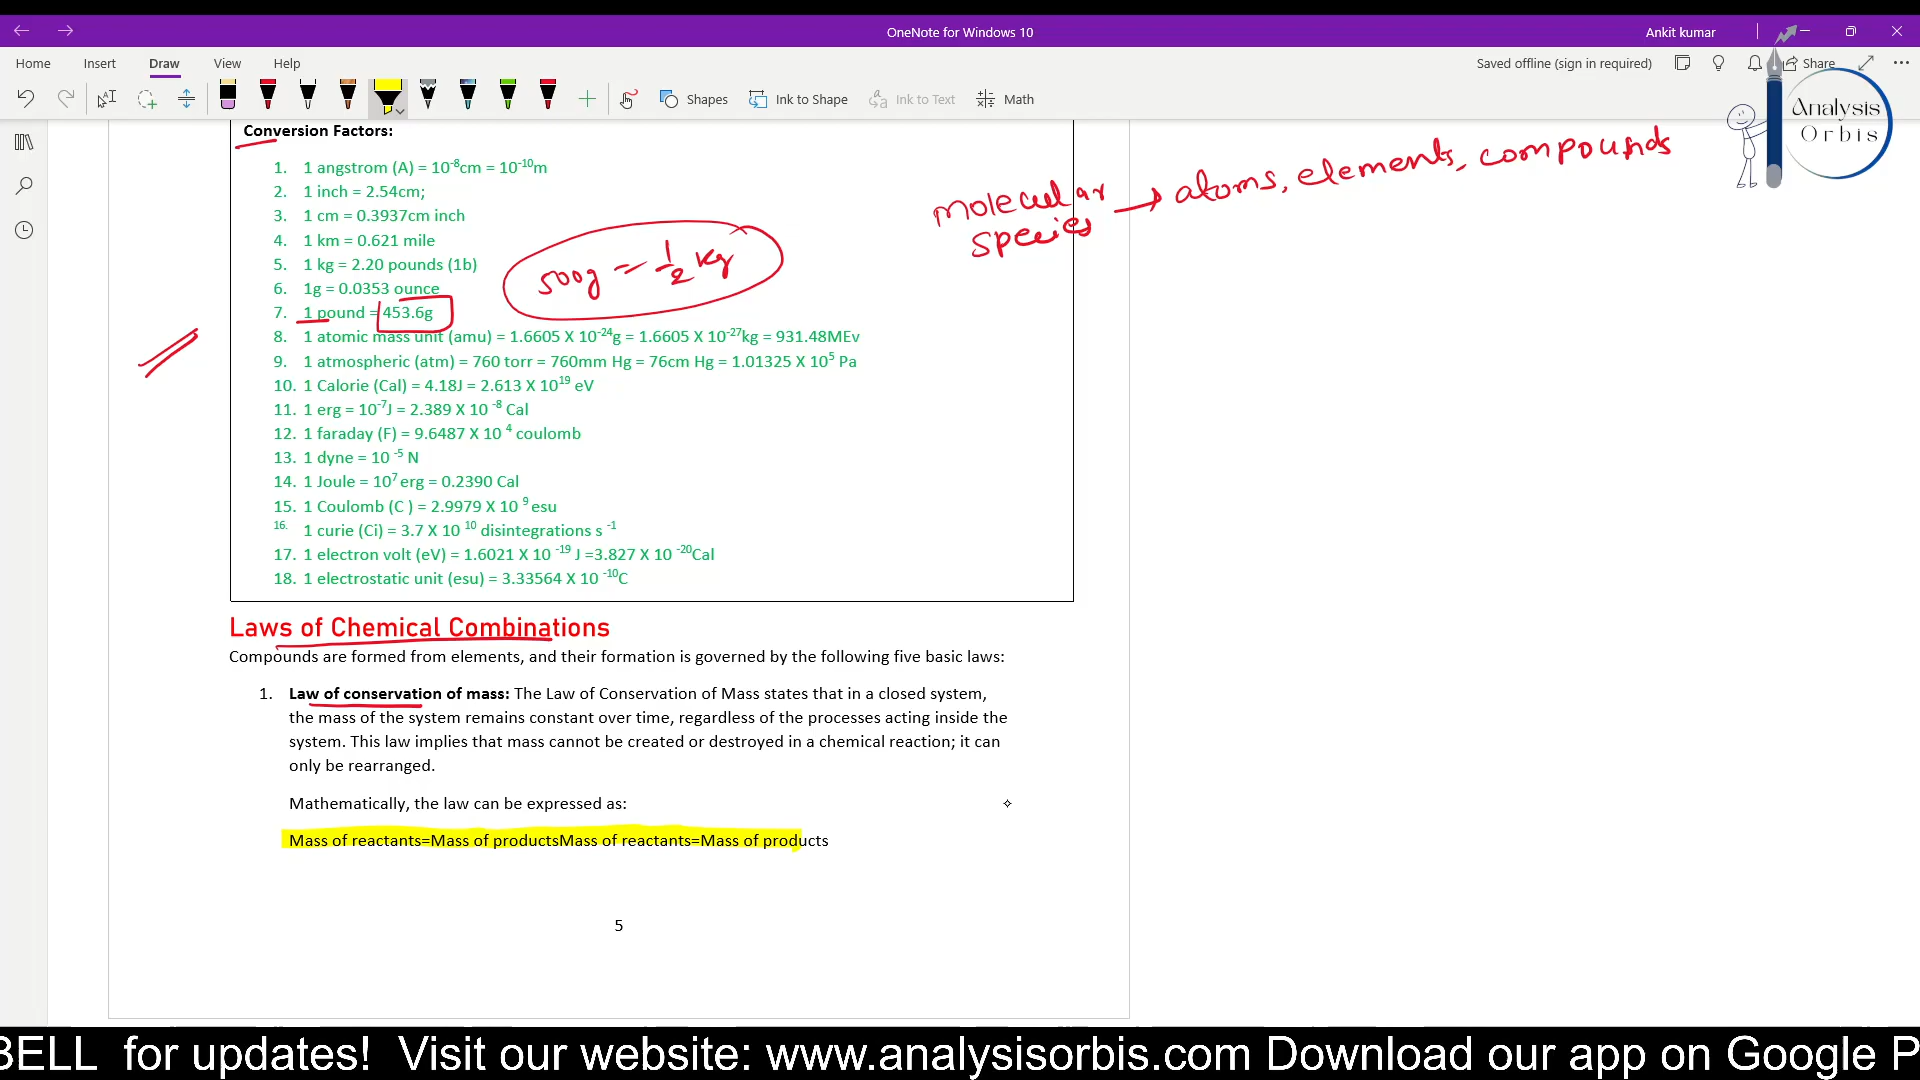 OneNote for Windows 10
Ankit kumar
Home Insert Draw View Help
Saved offline (sign in required)
Share
Shapes Ink to Shape Ink to Text Math
Analysis
Orbis
Conversion Factors:
1. 1 angstrom (A) = 10⁻⁸cm = 10⁻¹⁰m
2. 1 inch = 2.54cm;
3. 1 cm = 0.3937cm inch
4. 1 km = 0.621 mile
5. 1 kg = 2.20 pounds (1b)
6. 1g = 0.0353 ounce
7. 1 pound = 453.6g
8. 1 atomic mass unit (amu) = 1.6605 X 10⁻²⁴g = 1.6605 X 10⁻²⁷kg = 931.48MEv
9. 1 atmospheric (atm) = 760 torr = 760mm Hg = 76cm Hg = 1.01325 X 10⁵ Pa
10. 1 Calorie (Cal) = 4.18J = 2.613 X 10¹⁹ eV
11. 1 erg = 10⁻⁷J = 2.389 X 10 ⁻⁸ Cal
12. 1 faraday (F) = 9.6487 X 10 ⁴ coulomb
13. 1 dyne = 10 ⁻⁵ N
14. 1 Joule = 10⁷ erg = 0.2390 Cal
15. 1 Coulomb (C ) = 2.9979 X 10 ⁹ esu
16. 1 curie (Ci) = 3.7 X 10 ¹⁰ disintegrations s ⁻¹
17. 1 electron volt (eV) = 1.6021 X 10 ⁻¹⁹ J =3.827 X 10 ⁻²⁰Cal
18. 1 electrostatic unit (esu) = 3.33564 X 10 ⁻¹⁰C
500g = 1/2 kg
molecular species → atoms, elements, compounds
Laws of Chemical Combinations
Compounds are formed from elements, and their formation is governed by the following five basic laws:
1. Law of conservation of mass: The Law of Conservation of Mass states that in a closed system,
the mass of the system remains constant over time, regardless of the processes acting inside the
system. This law implies that mass cannot be created or destroyed in a chemical reaction; it can
only be rearranged.
Mathematically, the law can be expressed as:
Mass of reactants=Mass of productsMass of reactants=Mass of products
5
BELL for updates! Visit our website: www.analysisorbis.com Download our app on Google P